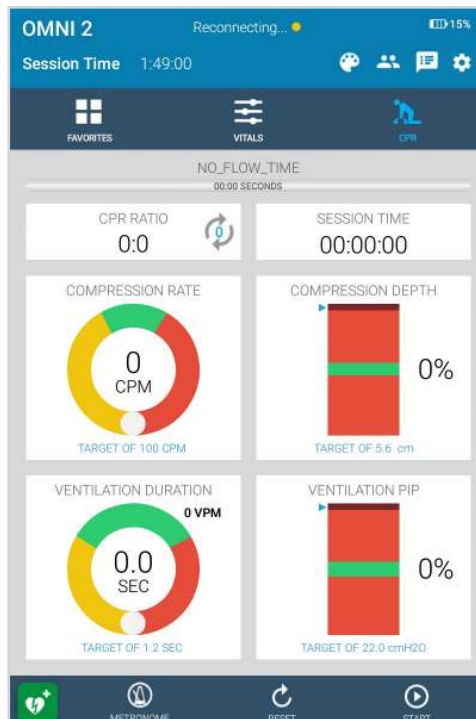 OMNI 2 Reconnecting... 15%
Session Time 1:49:00
FAVORITES VITALS CPR
NO_FLOW_TIME
00:00 SECONDS
CPR RATIO
0:0
0
SESSION TIME
00:00:00
COMPRESSION RATE
0
CPM
TARGET OF 100 CPM
COMPRESSION DEPTH
0%
TARGET OF 5.6 cm
VENTILATION DURATION
0 VPM
0.0
SEC
TARGET OF 1.2 SEC
VENTILATION PIP
0%
TARGET OF 22.0 cmH2O
METRONOME RESET START